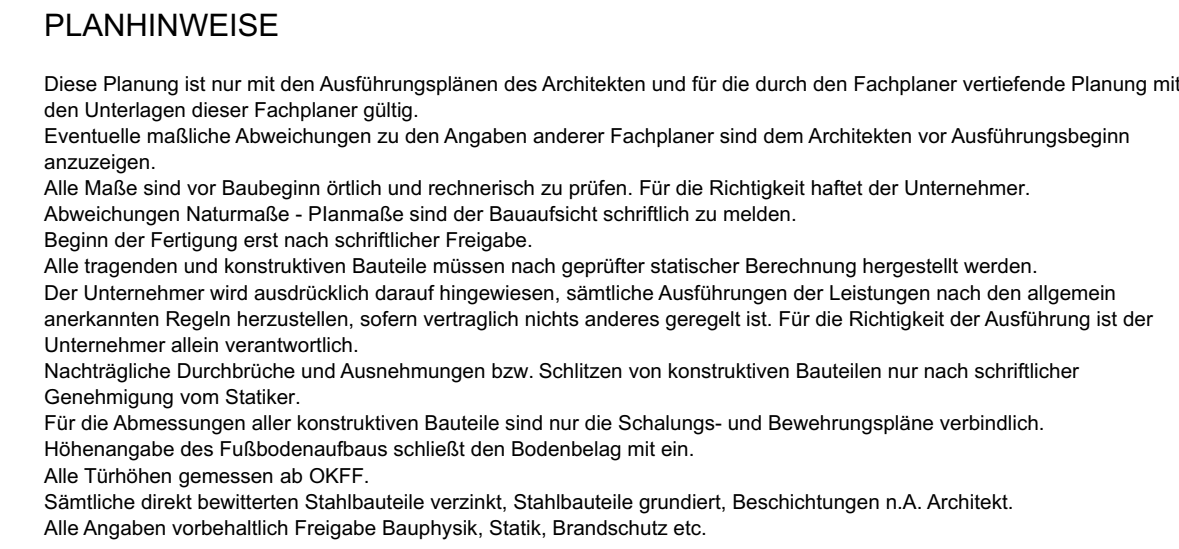 PLANHINWEISE
Diese Planung ist nur mit den Ausführungsplänen des Architekten und für die durch den Fachplaner vertiefende Planung mit
den Unterlagen dieser Fachplaner gültig.
Eventuelle maßliche Abweichungen zu den Angaben anderer Fachplaner sind dem Architekten vor Ausführungsbeginn
anzuzeigen.
Alle Maße sind vor Baubeginn örtlich und rechnerisch zu prüfen. Für die Richtigkeit haftet der Unternehmer.
Abweichungen Naturmaße - Planmaße sind der Bauaufsicht schriftlich zu melden.
Beginn der Fertigung erst nach schriftlicher Freigabe.
Alle tragenden und konstruktiven Bauteile müssen nach geprüfter statischer Berechnung hergestellt werden.
Der Unternehmer wird ausdrücklich darauf hingewiesen, sämtliche Ausführungen der Leistungen nach den allgemein
anerkannten Regeln herzustellen, sofern vertraglich nichts anderes geregelt ist. Für die Richtigkeit der Ausführung ist der
Unternehmer allein verantwortlich.
Nachträgliche Durchbrüche und Ausnehmungen bzw. Schlitzen von konstruktiven Bauteilen nur nach schriftlicher
Genehmigung vom Statiker.
Für die Abmessungen aller konstruktiven Bauteile sind nur die Schalungs- und Bewehrungspläne verbindlich.
Höhenangabe des Fußbodenaufbaus schließt den Bodenbelag mit ein.
Alle Türhöhen gemessen ab OKFF.
Sämtliche direkt bewitterten Stahlbauteile verzinkt, Stahlbauteile grundiert, Beschichtungen n.A. Architekt.
Alle Angaben vorbehaltlich Freigabe Bauphysik, Statik, Brandschutz etc.